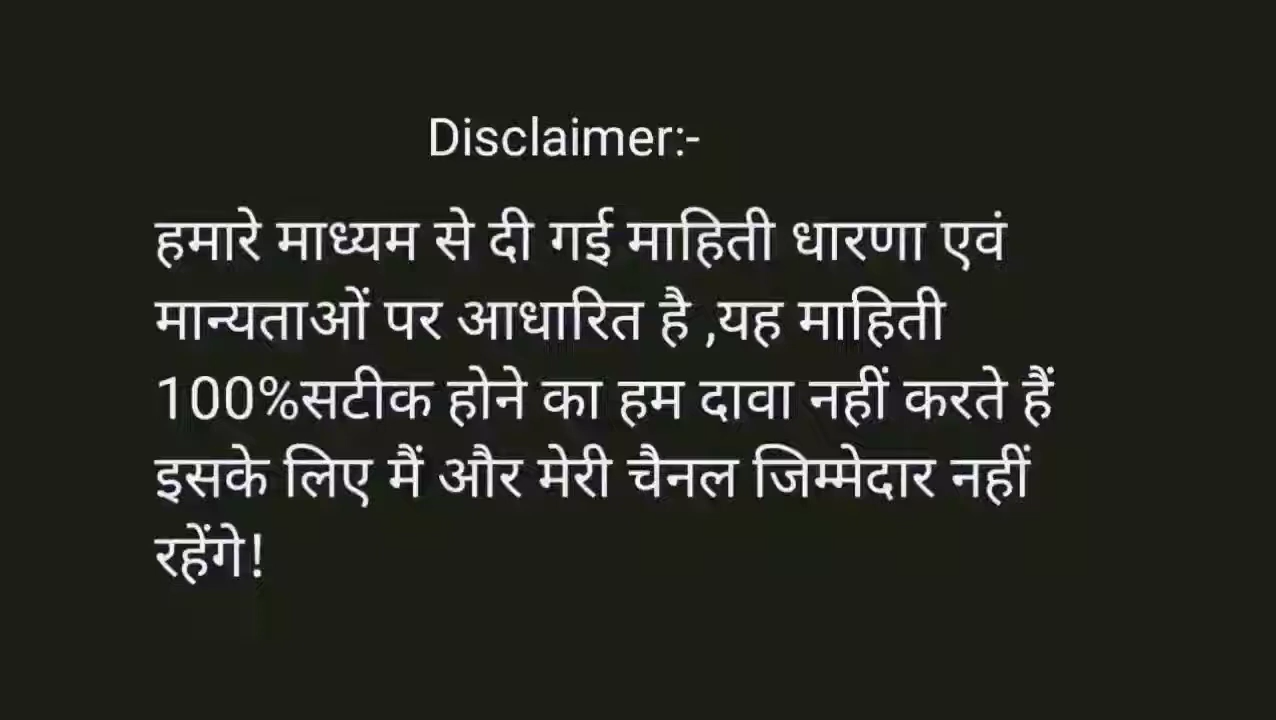 Disclaimer:-
हमारे माध्यम से दी गई माहिती धारणा एवं
मान्यताओं पर आधारित है ,यह माहिती
100%सटीक होने का हम दावा नहीं करते हैं
इसके लिए मैं और मेरी चैनल जिम्मेदार नहीं
रहेंगे!